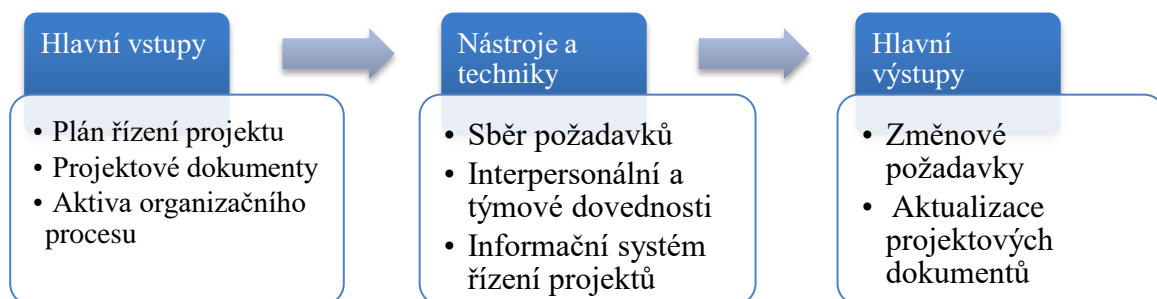 Hlavní vstupy
• Plán řízení projektu
• Projektové dokumenty
• Aktiva organizačního
procesu
Nástroje a
techniky
• Sběr požadavků
• Interpersonální a
týmové dovednosti
• Informační systém
řízení projektů
Hlavní
výstupy
• Změnové
požadavky
• Aktualizace
projektových
dokumentů